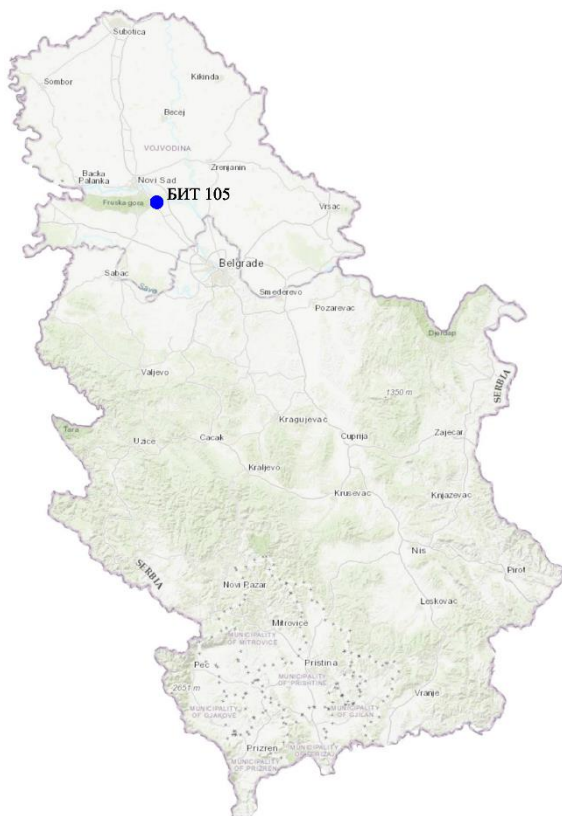 Subotica
Sombor
Kikinda
Becej
VOJVODINA
Backa
Palanka
Novi Sad
Zrenjanin
Fruska gora
БИТ 105
Vrsac
Belgrade
Sabac
Sava
Smederevo
Pozarevac
Djerdap
Valjevo
1350 m
SERBIA
Tara
Uzice
Cacak
Kragujevac
Cuprija
Zajecar
Kraljevo
Krusevac
Knjazevac
Nis
Pirot
SERBIA
Novi Pazar
Leskovac
Mitrovice
MUNICIPALITY
OF MITROVICE
Pec
Pristina
2651 m
MUNICIPALITY
OF PRISHTINE
Vranje
MUNICIPALITY
OF GJAKOVE
MUNICIPALITY
OF GJILAN
Prizren
MUNICIPALITY
OF PRIZREN
MUNICIPALITY